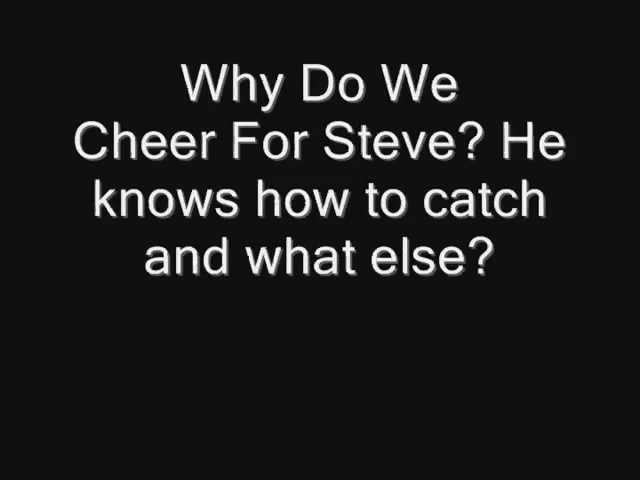 Why Do We
Cheer For Steve? He
knows how to catch
and what else?